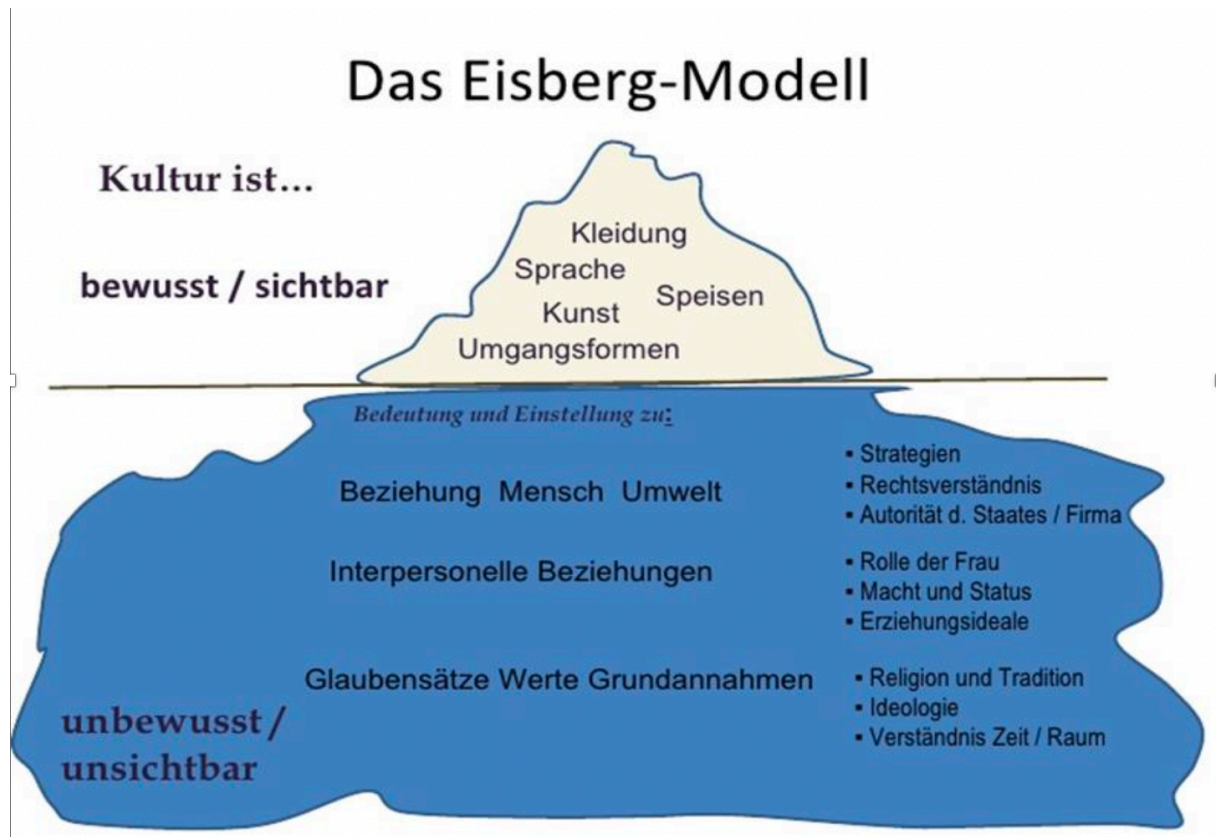 Das Eisberg-Modell
Kultur ist...
bewusst / sichtbar
Kleidung
Sprache
Speisen
Kunst
Umgangsformen
Bedeutung und Einstellung zu:
Beziehung Mensch Umwelt
▪ Strategien
▪ Rechtsverständnis
▪ Autorität d. Staates / Firma
Interpersonelle Beziehungen
▪ Rolle der Frau
▪ Macht und Status
▪ Erziehungsideale
Glaubensätze Werte Grundannahmen
▪ Religion und Tradition
▪ Ideologie
▪ Verständnis Zeit / Raum
unbewusst /
unsichtbar